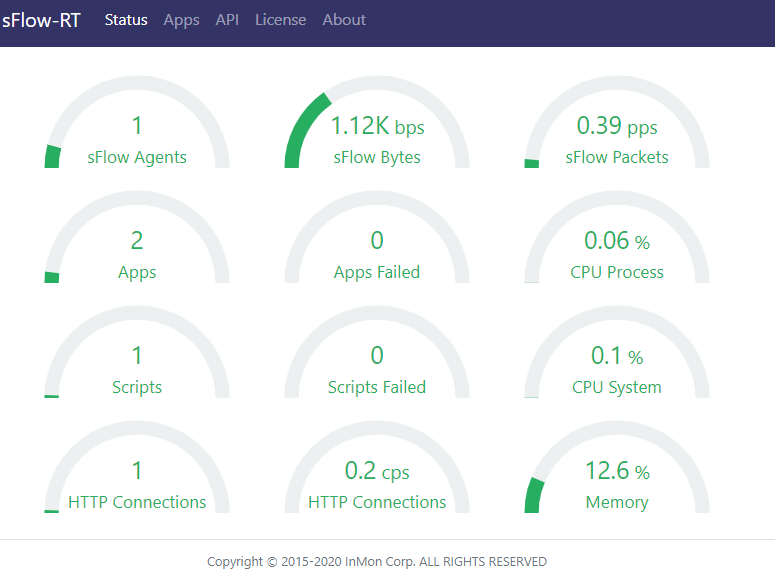 sFlow-RT Status Apps API License About
1 1.12K bps 0.39 pps
sFlow Agents sFlow Bytes sFlow Packets
2 0 0.06 %
Apps Apps Failed CPU Process
1 0 0.1 %
Scripts Scripts Failed CPU System
1 0.2 cps 12.6 %
HTTP Connections HTTP Connections Memory
Copyright © 2015-2020 InMon Corp. ALL RIGHTS RESERVED